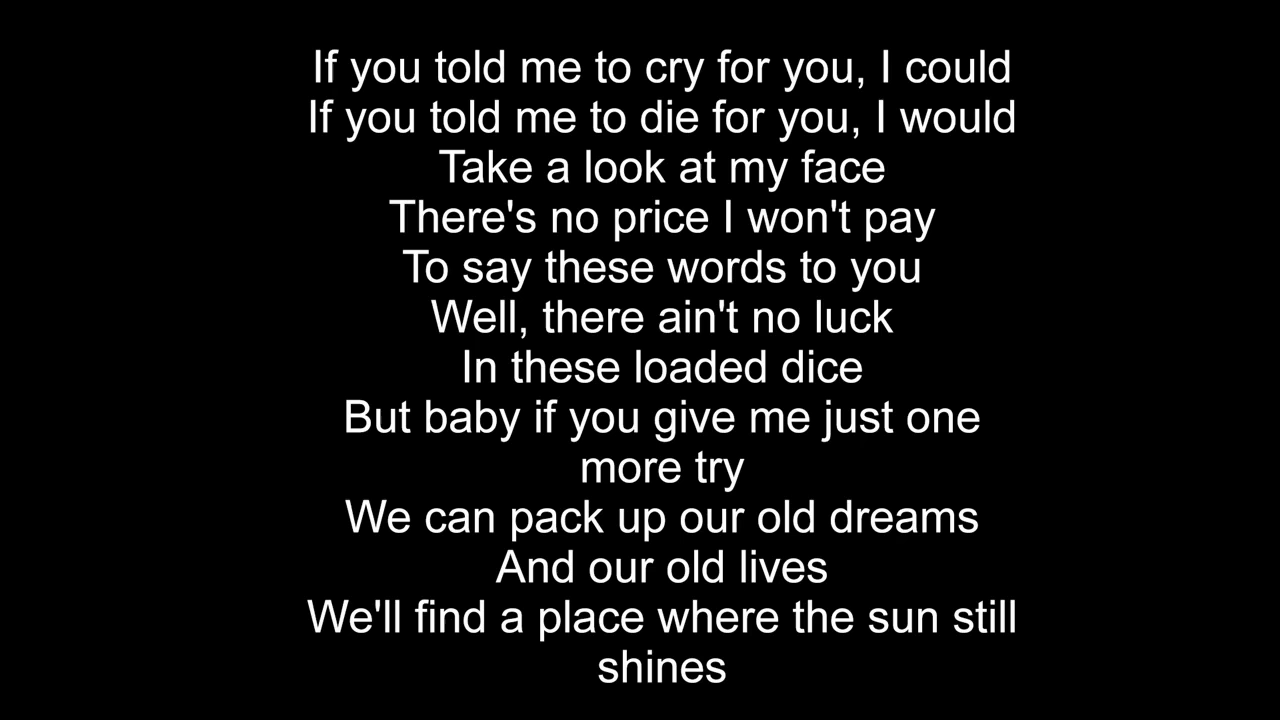 If you told me to cry for you, I could
If you told me to die for you, I would
Take a look at my face
There's no price I won't pay
To say these words to you
Well, there ain't no luck
In these loaded dice
But baby if you give me just one
more try
We can pack up our old dreams
And our old lives
We'll find a place where the sun still
shines